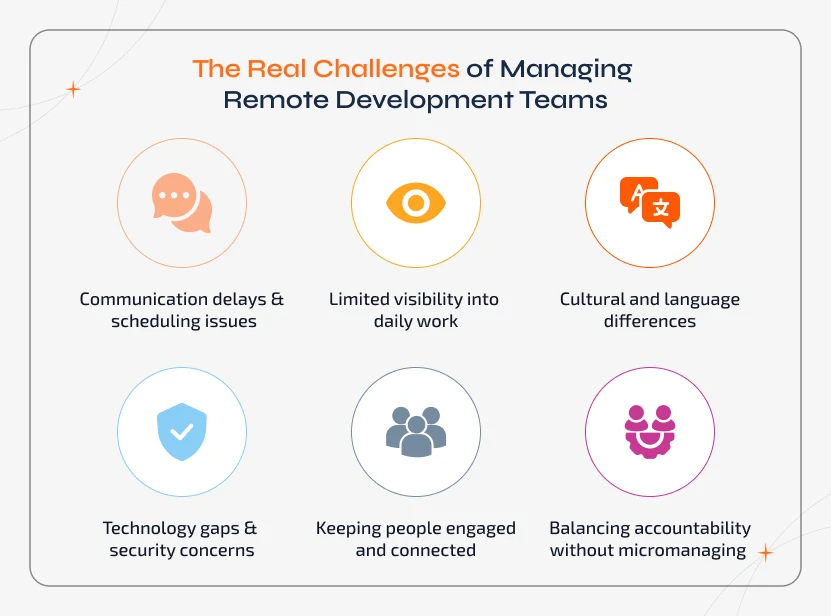 The Real Challenges of Managing
Remote Development Teams
A
文
Communication delays &
scheduling issues
Limited visibility into
daily work
Cultural and language
differences
Technology gaps &
security concerns
Keeping people engaged
and connected
Balancing accountability
without micromanaging